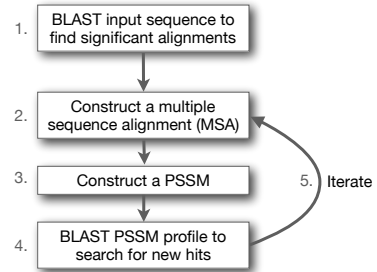 1. BLAST input sequence to
find significant alignments
2. Construct a multiple
sequence alignment (MSA)
3. Construct a PSSM
4. BLAST PSSM profile to
search for new hits
5. Iterate